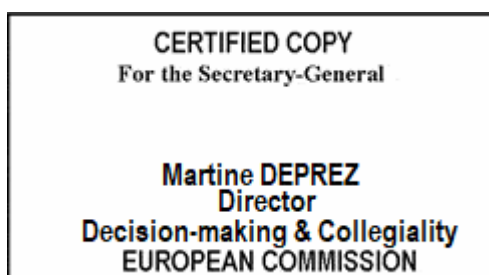 CERTIFIED COPY
For the Secretary-General
Martine DEPREZ
Director
Decision-making & Collegiality
EUROPEAN COMMISSION